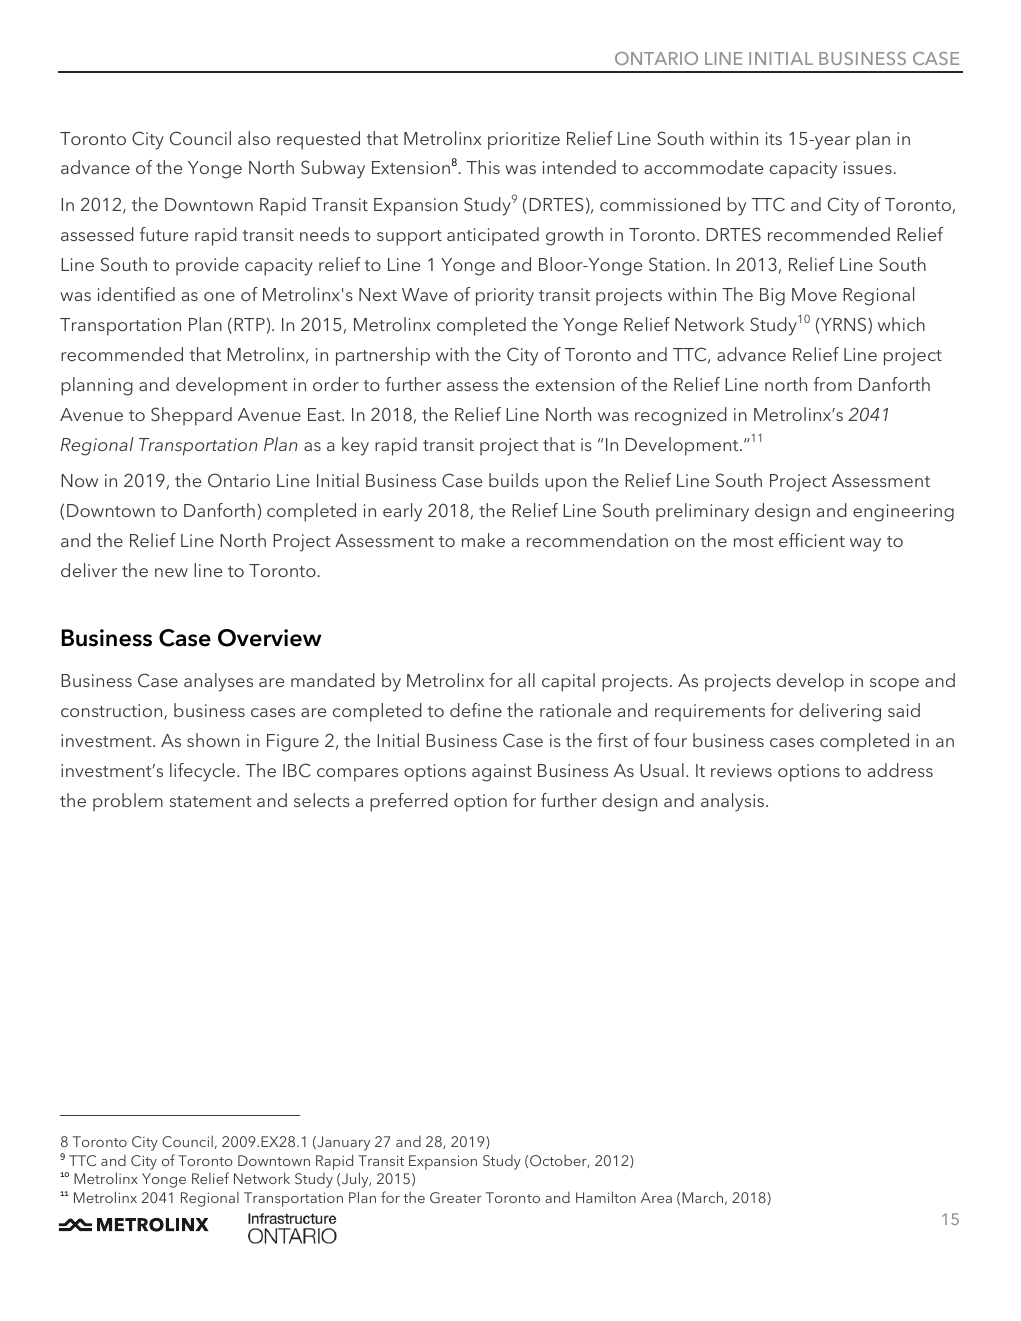 ONTARIO LINE INITIAL BUSINESS CASE
Toronto City Council also requested that Metrolinx prioritize Relief Line South within its 15-year plan in
advance of the Yonge North Subway Extension⁸. This was intended to accommodate capacity issues.
In 2012, the Downtown Rapid Transit Expansion Study⁹ (DRTES), commissioned by TTC and City of Toronto,
assessed future rapid transit needs to support anticipated growth in Toronto. DRTES recommended Relief
Line South to provide capacity relief to Line 1 Yonge and Bloor-Yonge Station. In 2013, Relief Line South
was identified as one of Metrolinx's Next Wave of priority transit projects within The Big Move Regional
Transportation Plan (RTP). In 2015, Metrolinx completed the Yonge Relief Network Study¹⁰ (YRNS) which
recommended that Metrolinx, in partnership with the City of Toronto and TTC, advance Relief Line project
planning and development in order to further assess the extension of the Relief Line north from Danforth
Avenue to Sheppard Avenue East. In 2018, the Relief Line North was recognized in Metrolinx’s 2041
Regional Transportation Plan as a key rapid transit project that is “In Development.“¹¹
Now in 2019, the Ontario Line Initial Business Case builds upon the Relief Line South Project Assessment
(Downtown to Danforth) completed in early 2018, the Relief Line South preliminary design and engineering
and the Relief Line North Project Assessment to make a recommendation on the most efficient way to
deliver the new line to Toronto.
Business Case Overview
Business Case analyses are mandated by Metrolinx for all capital projects. As projects develop in scope and
construction, business cases are completed to define the rationale and requirements for delivering said
investment. As shown in Figure 2, the Initial Business Case is the first of four business cases completed in an
investment’s lifecycle. The IBC compares options against Business As Usual. It reviews options to address
the problem statement and selects a preferred option for further design and analysis.
8 Toronto City Council, 2009.EX28.1 (January 27 and 28, 2019)
⁹ TTC and City of Toronto Downtown Rapid Transit Expansion Study (October, 2012)
¹⁰ Metrolinx Yonge Relief Network Study (July, 2015)
¹¹ Metrolinx 2041 Regional Transportation Plan for the Greater Toronto and Hamilton Area (March, 2018)
METROLINX
Infrastructure
ONTARIO
15